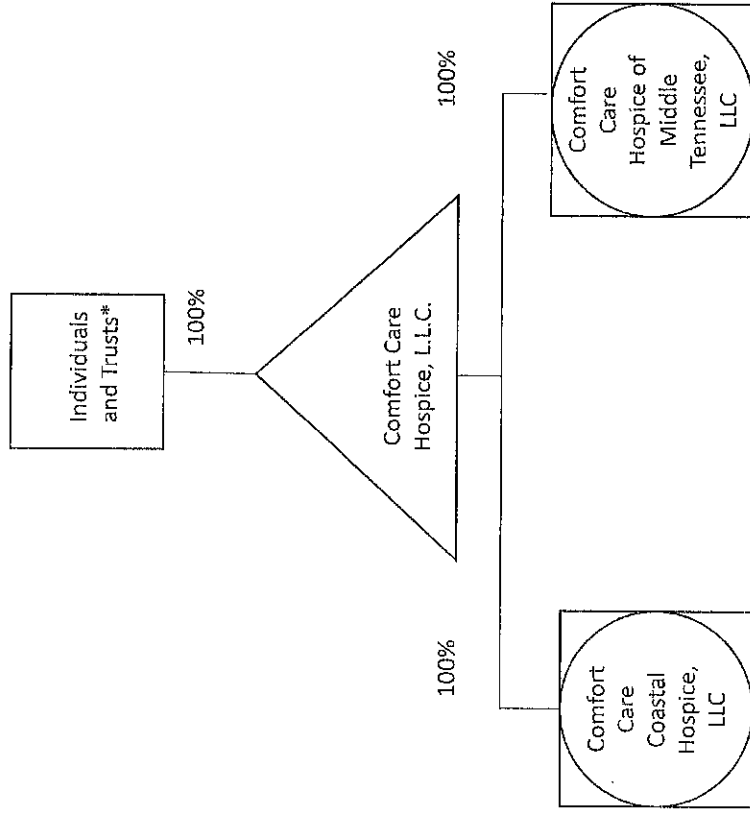 Individuals
and Trusts*
100%
Comfort Care
Hospice, L.L.C.
100%
100%
Comfort
Care
Coastal
Hospice,
LLC
Comfort
Care
Hospice of
Middle
Tennessee,
LLC